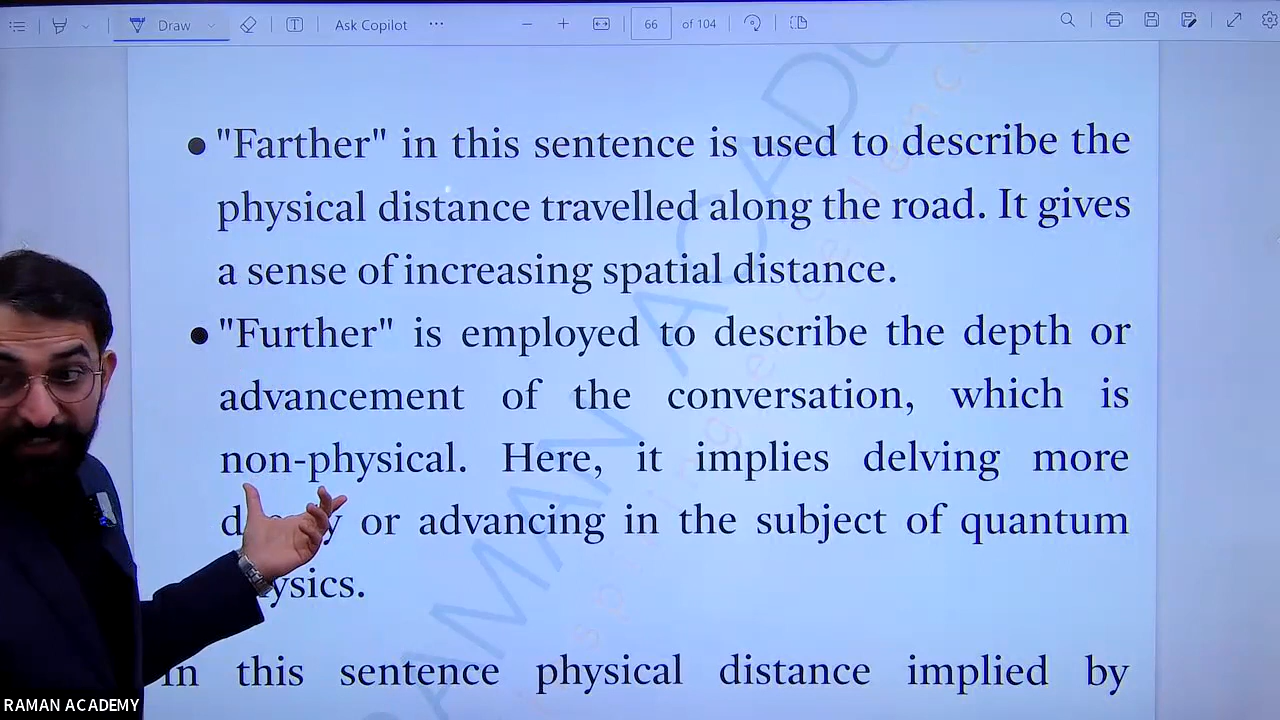 Draw
Ask Copilot
66 of 104
• "Farther" in this sentence is used to describe the
physical distance travelled along the road. It gives
a sense of increasing spatial distance.
• "Further" is employed to describe the depth or
advancement of the conversation, which is
non-physical. Here, it implies delving more
or advancing in the subject of quantum
In this sentence physical distance implied by
RAMAN ACADEMY